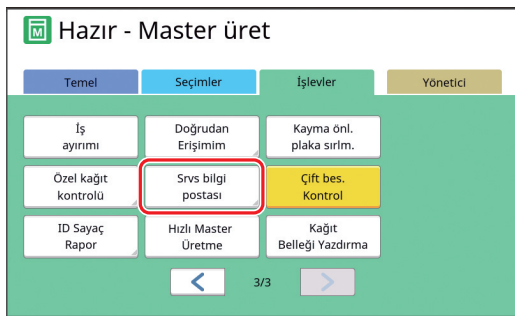 M
Hazır - Master üret
Temel
Seçimler
İşlevler
Yönetici
İş
ayırımı
Doğrudan
Erişimim
Kayma önl.
plaka sırlm.
Özel kağıt
kontrolü
Srvs bilgi
postası
Çift bes.
Kontrol
ID Sayaç
Rapor
Hızlı Master
Üretme
Kağıt
Belleği Yazdırma
3/3